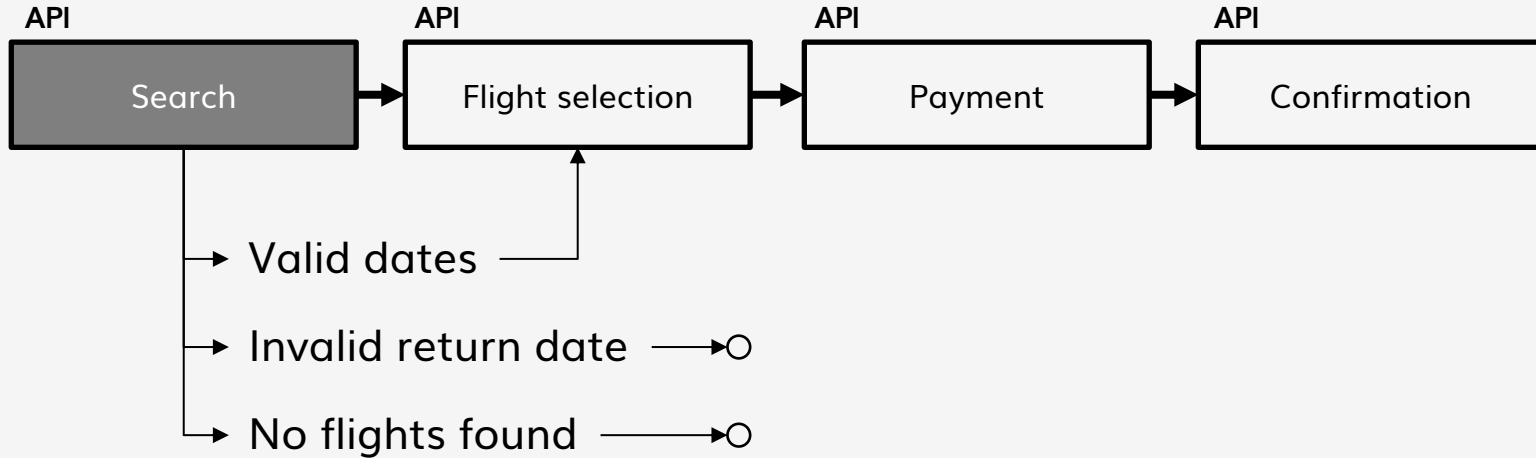 API API API API
Search Flight selection Payment Confirmation
Valid dates
Invalid return date
No flights found